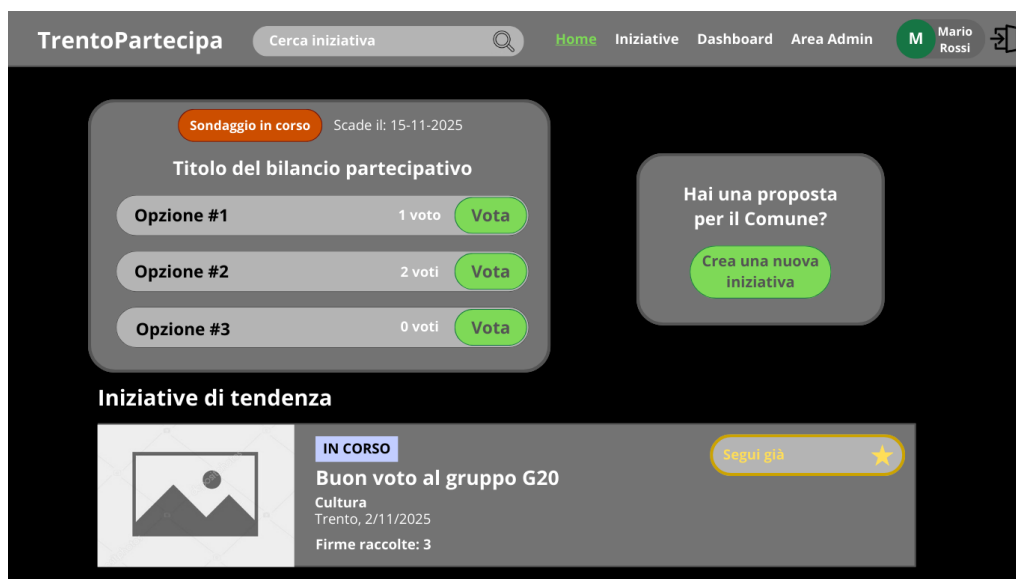 TrentoPartecipa
Cerca iniziativa
Home
Iniziative
Dashboard
Area Admin
M
Mario
Rossi
Sondaggio in corso
Scade il: 15-11-2025
Titolo del bilancio partecipativo
Opzione #1
1 voto
Vota
Opzione #2
2 voti
Vota
Opzione #3
0 voti
Vota
Hai una proposta
per il Comune?
Crea una nuova
iniziativa
Iniziative di tendenza
IN CORSO
Buon voto al gruppo G20
Cultura
Trento, 2/11/2025
Firme raccolte: 3
Segui già